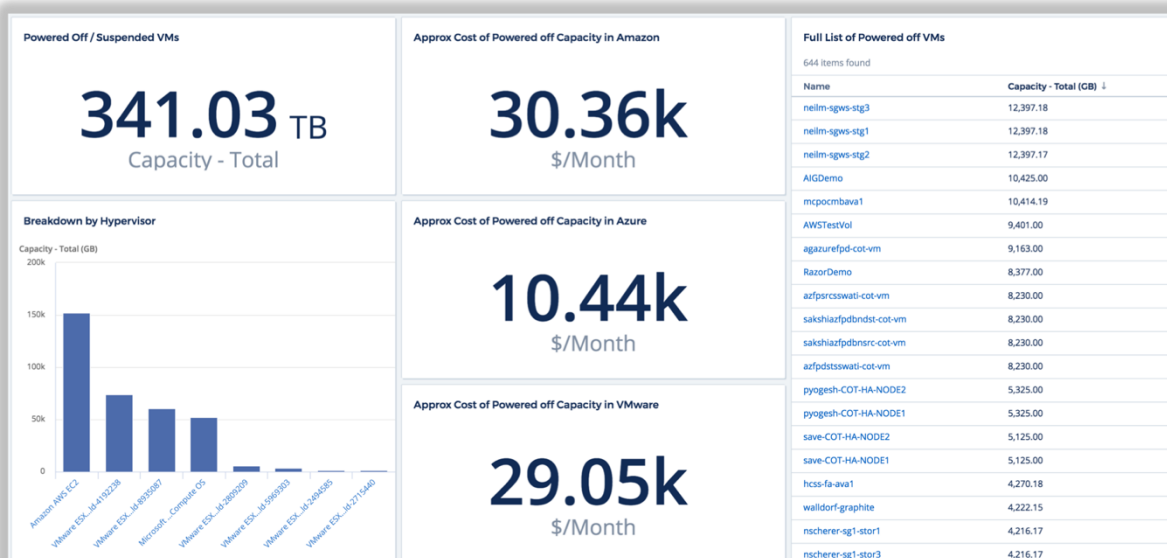 Powered Off / Suspended VMs
341.03 TB
Capacity - Total
Approx Cost of Powered off Capacity in Amazon
30.36k
$/Month
Breakdown by Hypervisor
Capacity - Total (GB)
200k
150k
100k
50k
0
Amazon AWS EC2
VMware ESX...Id-4192238
VMware ESX...Id-8935087
Microsoft ...Compute OS
VMware ESX...Id-2809209
VMware ESX...Id-5969303
VMware ESX...Id-2494585
VMware ESX...Id-2715440
Approx Cost of Powered off Capacity in Azure
10.44k
$/Month
Approx Cost of Powered off Capacity in VMware
29.05k
$/Month
Full List of Powered off VMs
644 items found
Name Capacity - Total (GB) ↓
neilm-sgws-stg3 12,397.18
neilm-sgws-stg1 12,397.18
neilm-sgws-stg2 12,397.17
AIGDemo 10,425.00
mcpocmbava1 10,414.19
AWSTestVol 9,401.00
agazurefpd-cot-vm 9,163.00
RazorDemo 8,377.00
azfpsrcsswati-cot-vm 8,230.00
sakshiazfpdbndst-cot-vm 8,230.00
sakshiazfpdbnsrc-cot-vm 8,230.00
azfpdstsswati-cot-vm 8,230.00
pyogesh-COT-HA-NODE2 5,325.00
pyogesh-COT-HA-NODE1 5,325.00
save-COT-HA-NODE2 5,125.00
save-COT-HA-NODE1 5,125.00
hcss-fa-ava1 4,270.18
walldorf-graphite 4,222.15
nscherer-sg1-stor1 4,216.17
nscherer-sg1-stor3 4,216.17